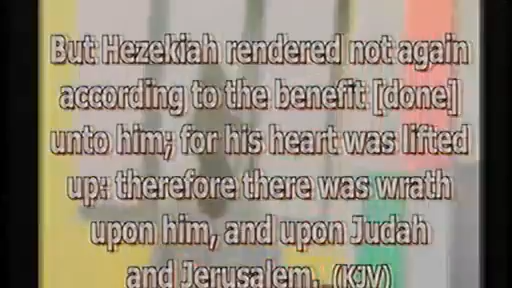 But Hezekiah rendered not again
according to the benefit [done]
unto him; for his heart was lifted
up: therefore there was wrath
upon him, and upon Judah
and Jerusalem. (KJV)